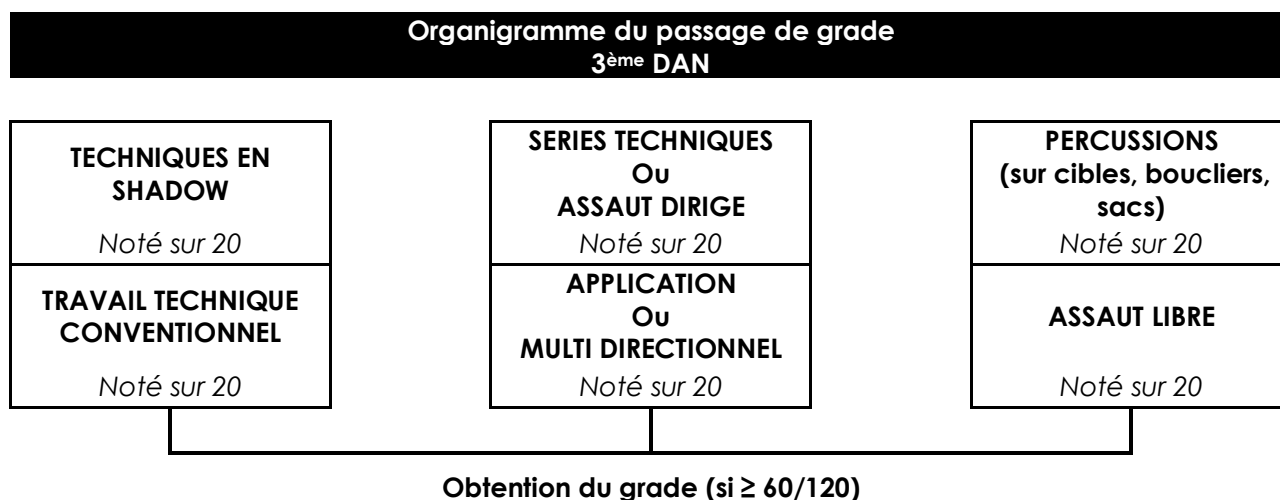 Organigramme du passage de grade
3ème DAN
TECHNIQUES EN
SHADOW
Noté sur 20
TRAVAIL TECHNIQUE
CONVENTIONNEL
Noté sur 20
SERIES TECHNIQUES
Ou
ASSAUT DIRIGE
Noté sur 20
APPLICATION
Ou
MULTI DIRECTIONNEL
Noté sur 20
PERCUSSIONS
(sur cibles, boucliers,
sacs)
Noté sur 20
ASSAUT LIBRE
Noté sur 20
Obtention du grade (si ≥ 60/120)